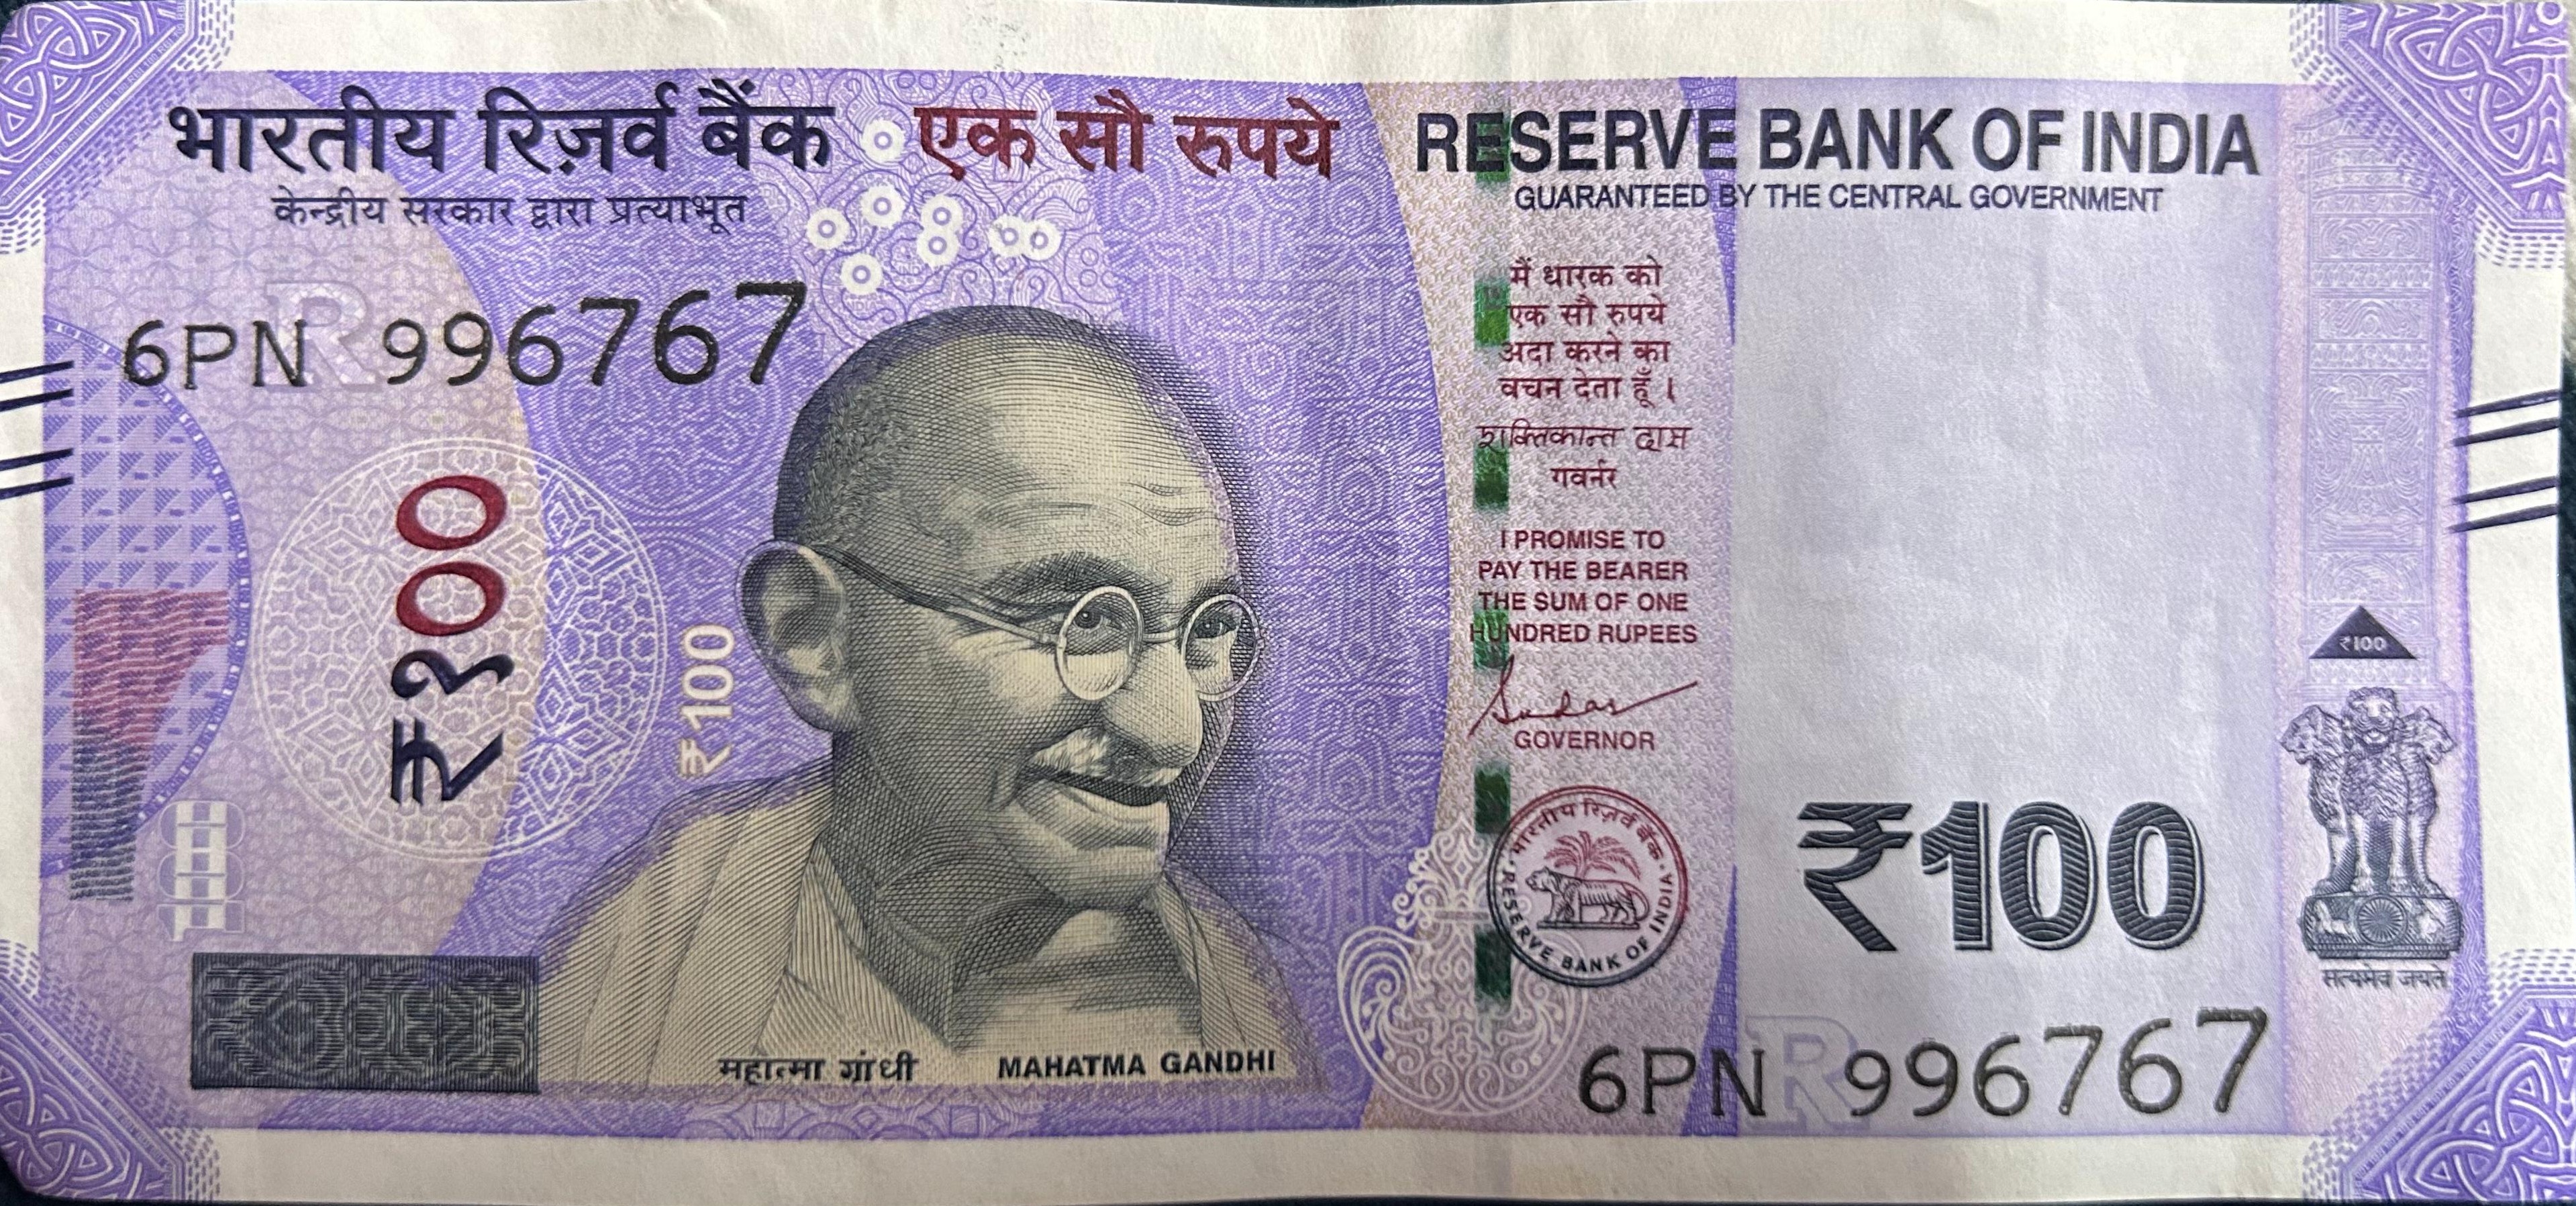 भारतीय रिज़र्व बैंक एक सौ रुपये RESERVE BANK OF INDIA
केन्द्रीय सरकार द्वारा प्रत्याभूत GUARANTEED BY THE CENTRAL GOVERNMENT
6PN 996767
₹१००
₹100
मैं धारक को
एक सौ रुपये
अदा करने का
वचन देता हूँ ।
शक्तिकान्त दास
गवर्नर
I PROMISE TO
PAY THE BEARER
THE SUM OF ONE
HUNDRED RUPEES
GOVERNOR
भारतीय रिज़र्व बैंक
RESERVE BANK OF INDIA
₹100
₹100
सत्यमेव जयते
महात्मा गांधी MAHATMA GANDHI
6PN 996767
R
R